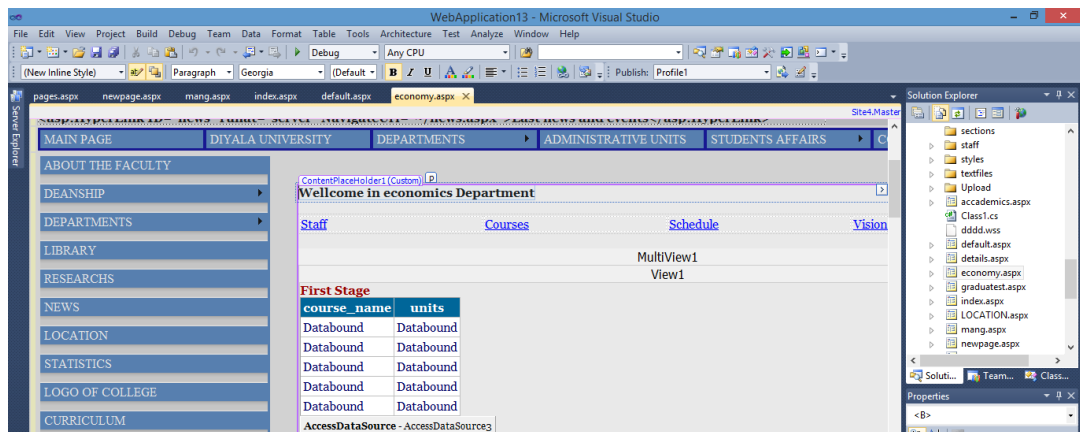 WebApplication13 - Microsoft Visual Studio
File Edit View Project Build Debug Team Data Format Table Tools Architecture Test Analyze Window Help
Debug Any CPU
(New Inline Style) Paragraph Georgia (Default B I U A Publish: Profile1
pages.aspx newpage.aspx mang.aspx index.aspx default.aspx economy.aspx X
Server Explorer
Site4.Master
MAIN PAGE DIYALA UNIVERSITY DEPARTMENTS ADMINISTRATIVE UNITS STUDENTS AFFAIRS
ABOUT THE FACULTY
DEANSHIP
DEPARTMENTS
LIBRARY
RESEARCHS
NEWS
LOCATION
STATISTICS
LOGO OF COLLEGE
CURRICULUM
ContentPlaceHolder1 (Custom) P
Wellcome in economics Department
Staff Courses Schedule Vision
MultiView1
View1
First Stage
course_name units
Databound Databound
Databound Databound
Databound Databound
Databound Databound
Databound Databound
AccessDataSource - AccessDataSource3
Solution Explorer
sections
staff
styles
textfiles
Upload
accademics.aspx
Class1.cs
dddd.wss
default.aspx
details.aspx
economy.aspx
graduatest.aspx
index.aspx
LOCATION.aspx
mang.aspx
newpage.aspx
Soluti... Team... Class...
Properties
<B>